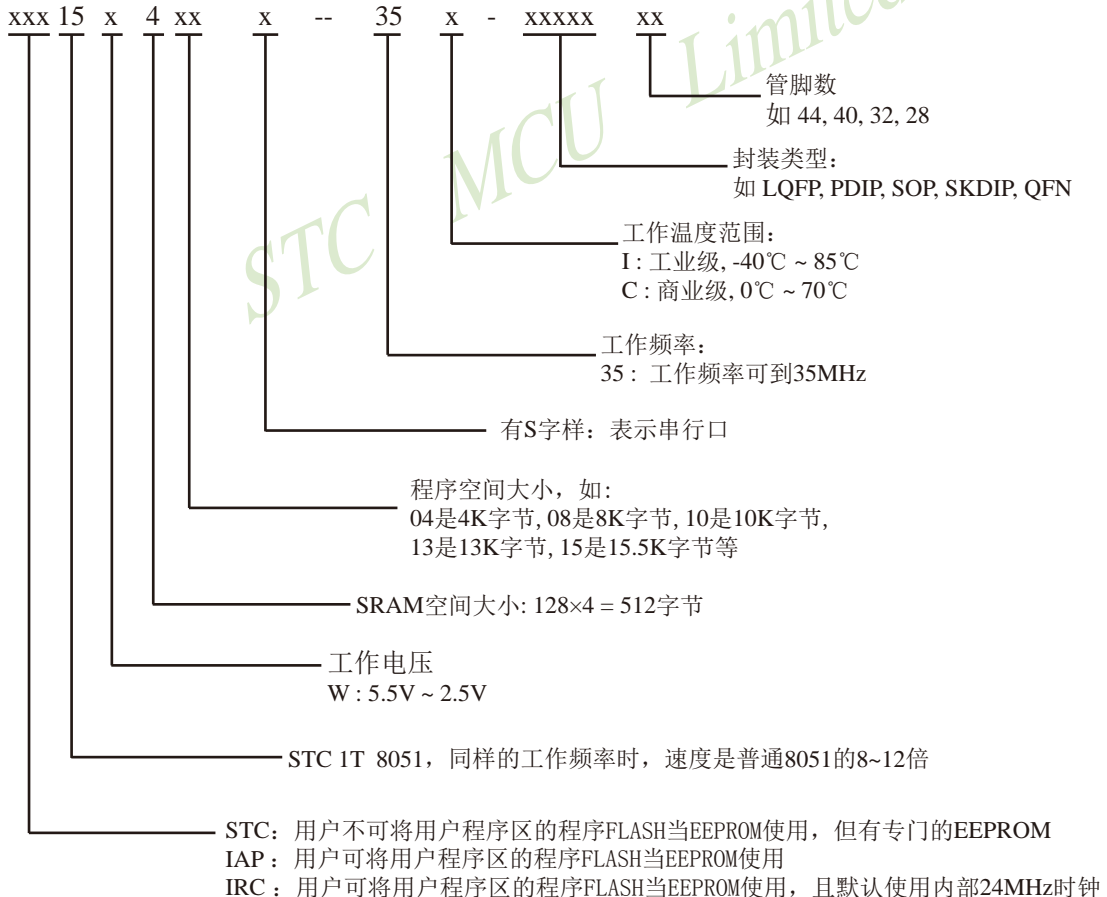 xxx 15 x 4 xx x -- 35 x - xxxxx xx
管脚数
如 44, 40, 32, 28
封装类型：
如 LQFP, PDIP, SOP, SKDIP, QFN
工作温度范围：
I : 工业级, -40℃ ~ 85℃
C : 商业级, 0℃ ~ 70℃
工作频率：
35 : 工作频率可到35MHz
有S字样：表示串行口
程序空间大小，如:
04是4K字节, 08是8K字节, 10是10K字节,
13是13K字节, 15是15.5K字节等
SRAM空间大小: 128×4 = 512字节
工作电压
W : 5.5V ~ 2.5V
STC 1T 8051，同样的工作频率时，速度是普通8051的8~12倍
STC：用户不可将用户程序区的程序FLASH当EEPROM使用，但有专门的EEPROM
IAP：用户可将用户程序区的程序FLASH当EEPROM使用
IRC：用户可将用户程序区的程序FLASH当EEPROM使用，且默认使用内部24MHz时钟
STC MCU Limited